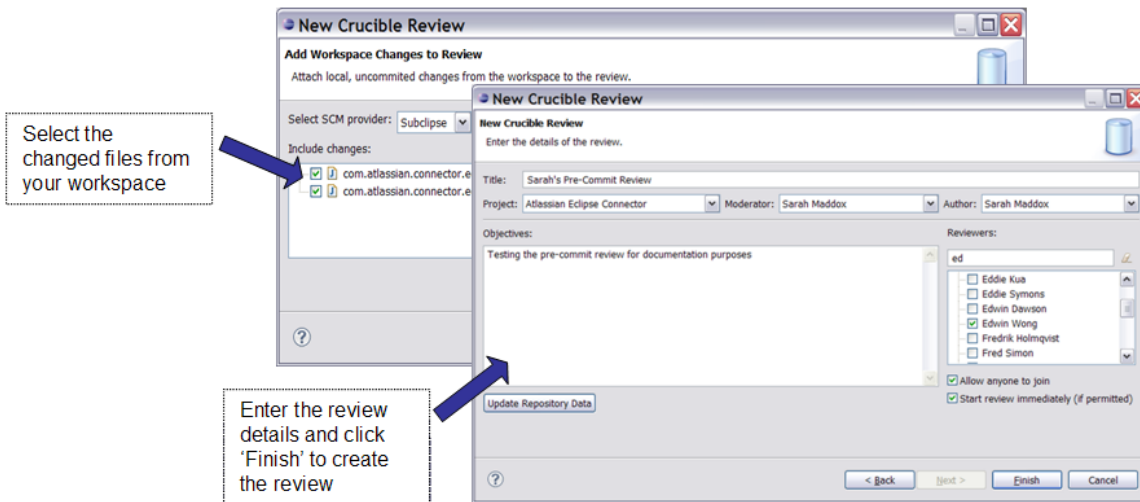 New Crucible Review
Add Workspace Changes to Review
Attach local, uncommited changes from the workspace to the review.
Select SCM provider: Subclipse
Include changes:
com.atlassian.connector.e
com.atlassian.connector.e
Select the
changed files from
your workspace
New Crucible Review
New Crucible Review
Enter the details of the review.
Title: Sarah's Pre-Commit Review
Project: Atlassian Eclipse Connector Moderator: Sarah Maddox Author: Sarah Maddox
Objectives:
Testing the pre-commit review for documentation purposes
Reviewers:
ed
Eddie Kua
Eddie Symons
Edwin Dawson
Edwin Wong
Fredrik Holmqvist
Fred Simon
Allow anyone to join
Start review immediately (if permitted)
Update Repository Data
Enter the review
details and click
‘Finish’ to create
the review
< Back Next > Finish Cancel